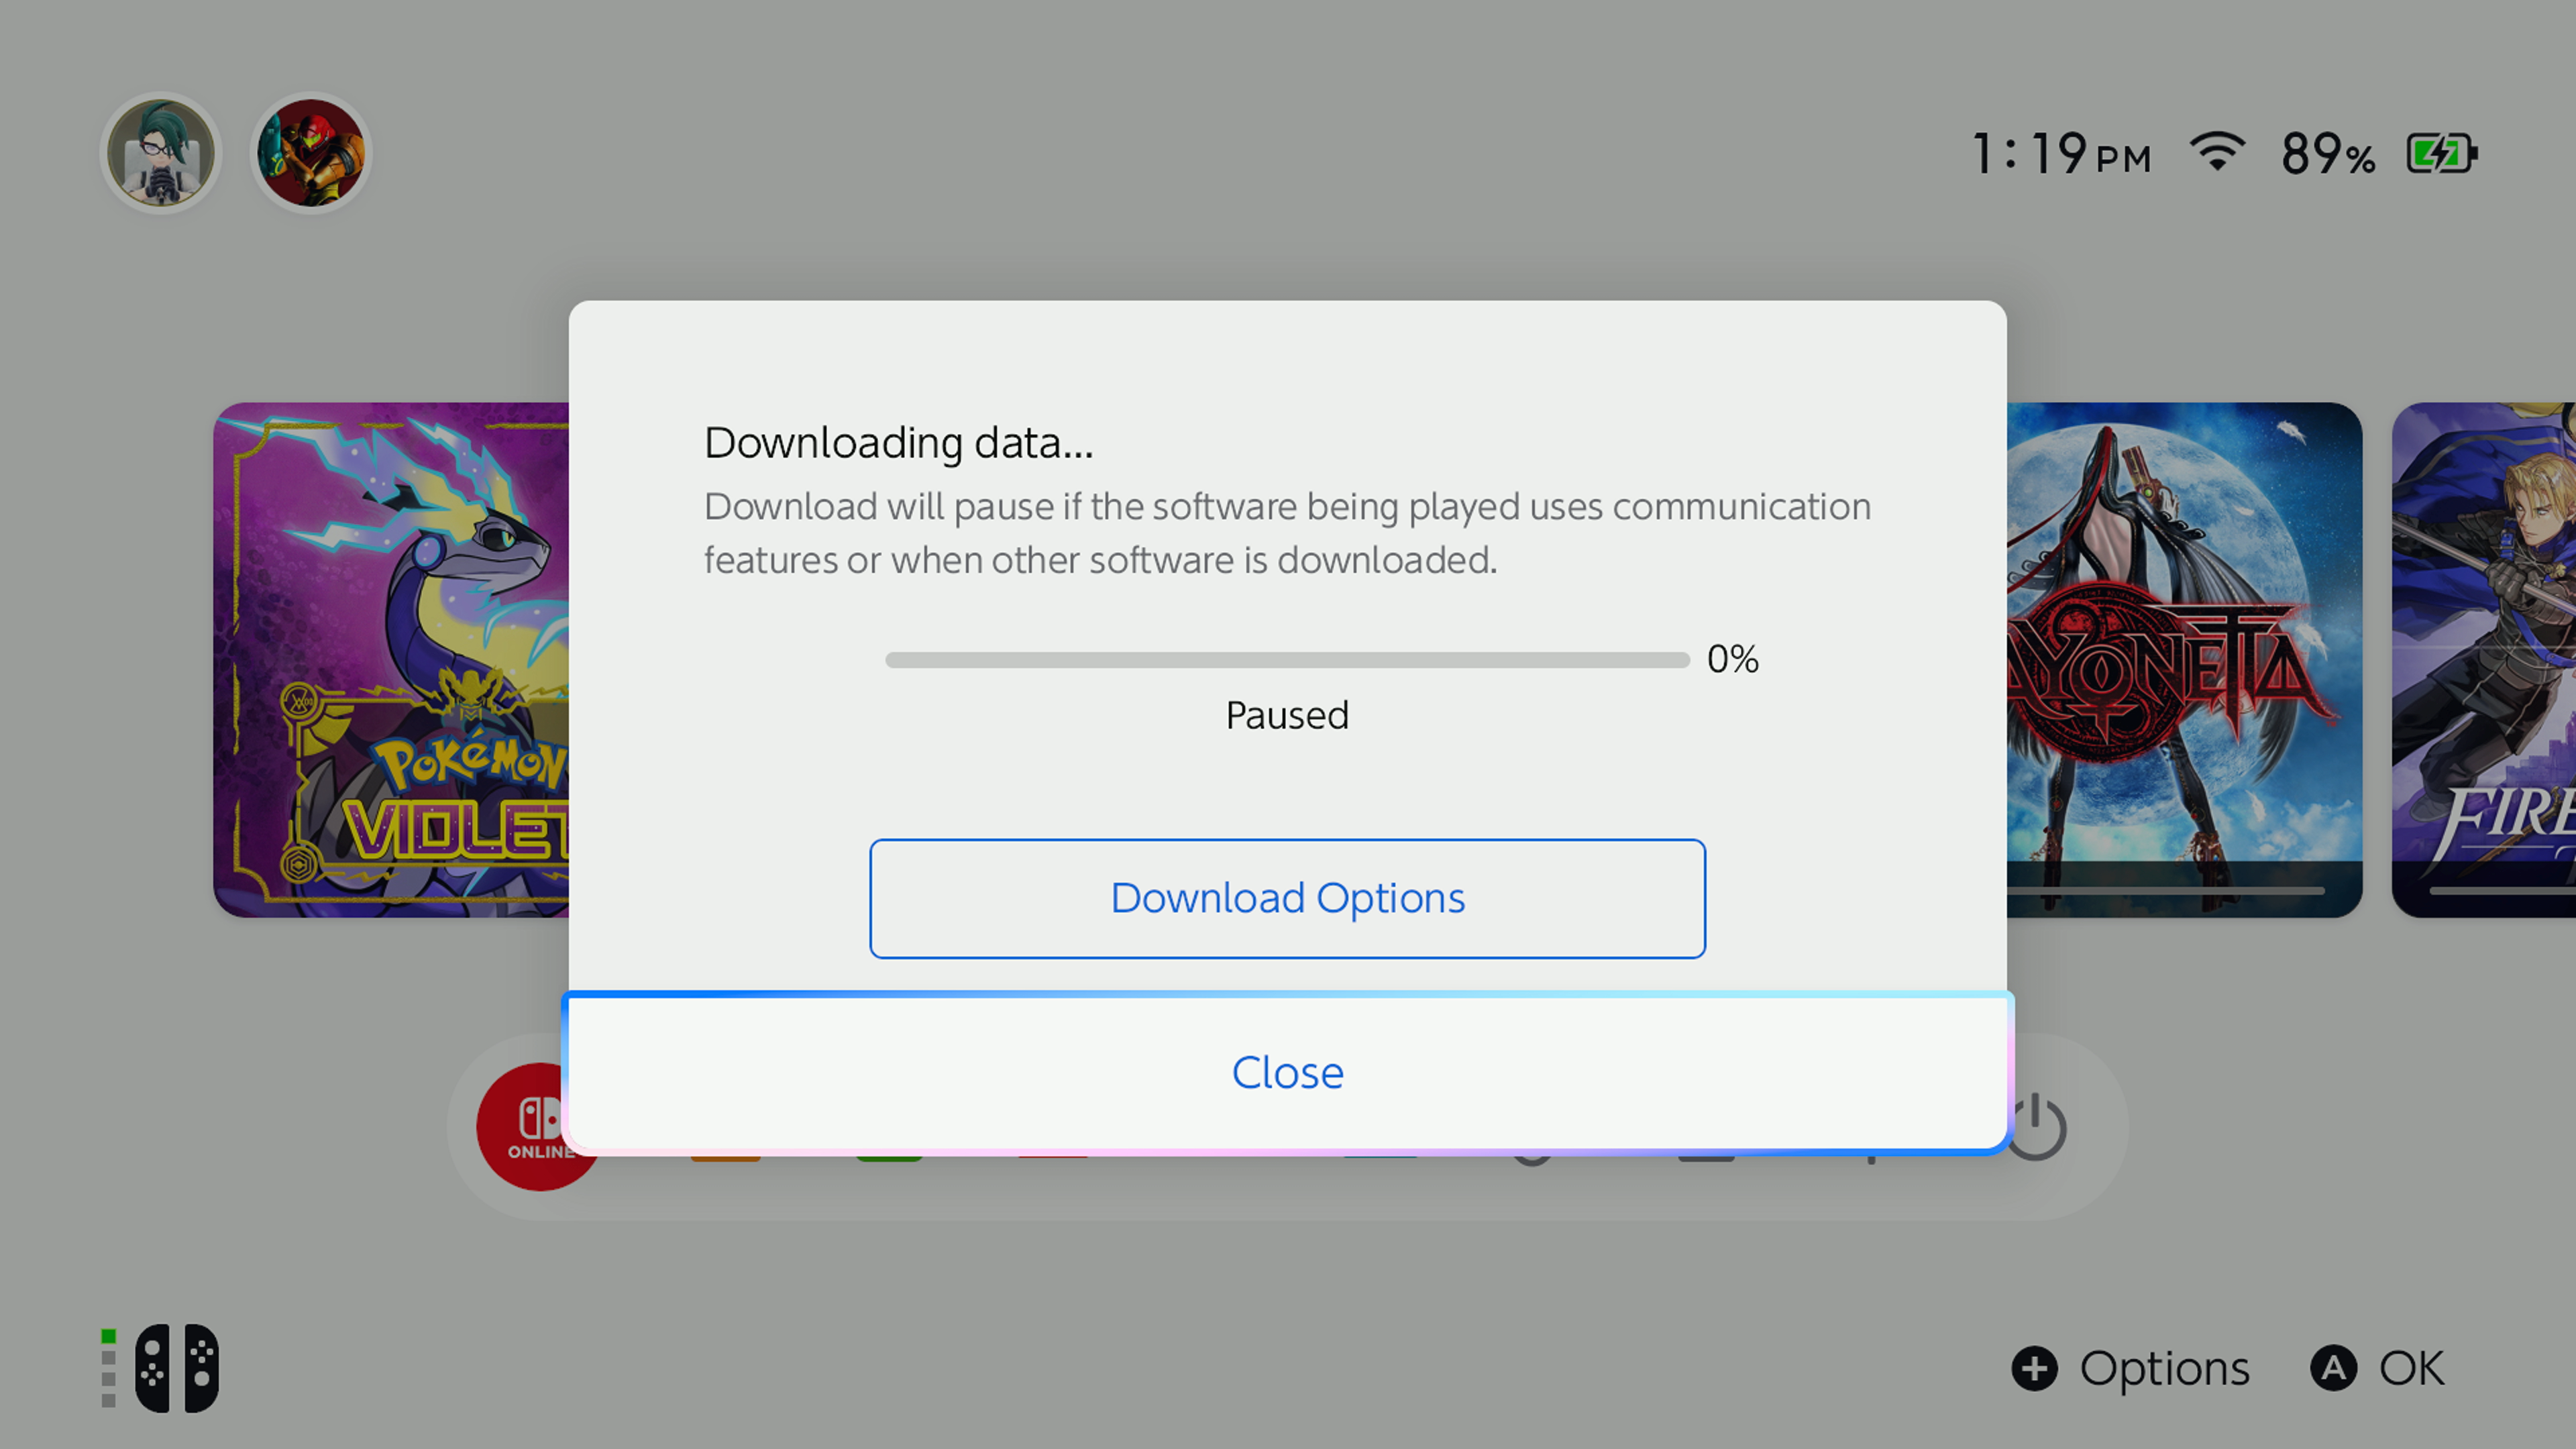 1:19 PM 89%
Downloading data...
Download will pause if the software being played uses communication
features or when other software is downloaded.
0%
Paused
POKéMON
VIOLET
AYONETTA
FIRE
Download Options
Close
ONLINE
+ Options A OK